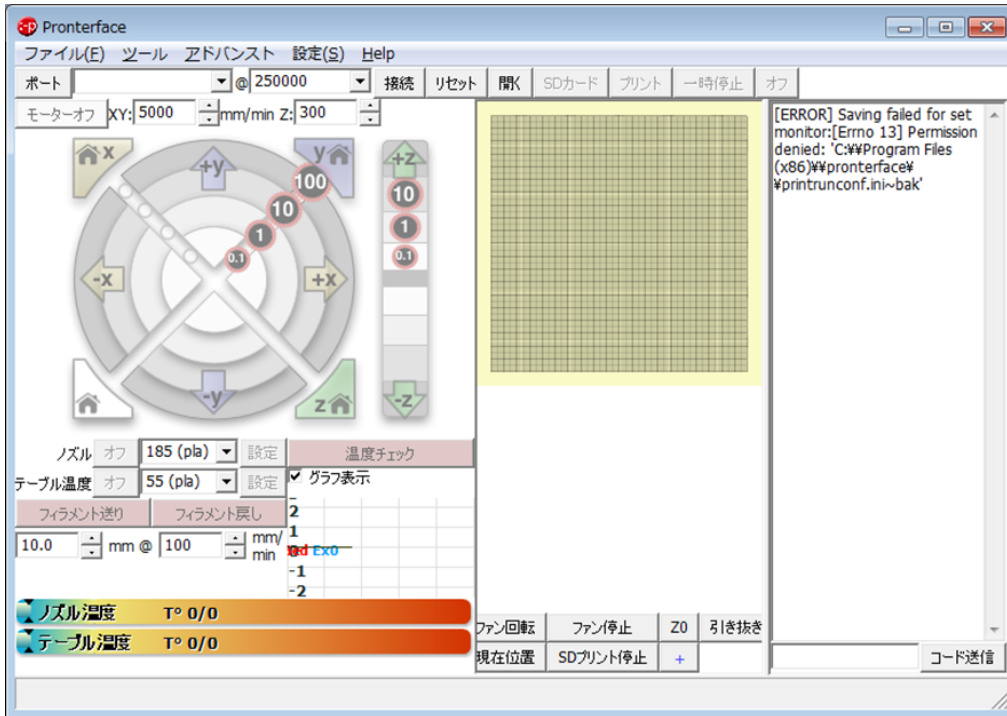 Pronterface
ファイル(F) ツール アドバンスト 設定(S) Help
ポート @ 250000 接続 リセット 開く SDカード プリント 一時停止 オフ
モーターオフ XY: 5000 mm/min Z: 300
x +y y +z
100 10
10 1
1 0.1
0.1
-x +x
-y z -z
[ERROR] Saving failed for set
monitor:[Errno 13] Permission
denied: 'C:¥¥Program Files
(x86)¥¥pronterface¥
¥printrunconf.ini~bak'
ノズル オフ 185 (pla) 設定 温度チェック
テーブル温度 オフ 55 (pla) 設定 グラフ表示
フィラメント送り フィラメント戻し
10.0 mm @ 100 mm/
min
2
1
0 Ex0
-1
-2
ノズル温度 T° 0/0
テーブル温度 T° 0/0
ファン回転 ファン停止 Z0 引き抜き
現在位置 SDプリント停止 +
コード送信